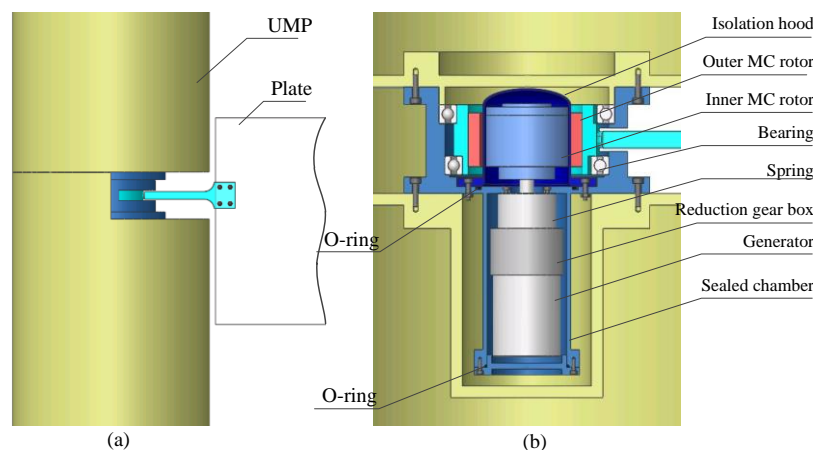 UMP
Plate
(a)
Isolation hood
Outer MC rotor
Inner MC rotor
Bearing
Spring
Reduction gear box
Generator
Sealed chamber
O-ring
O-ring
(b)